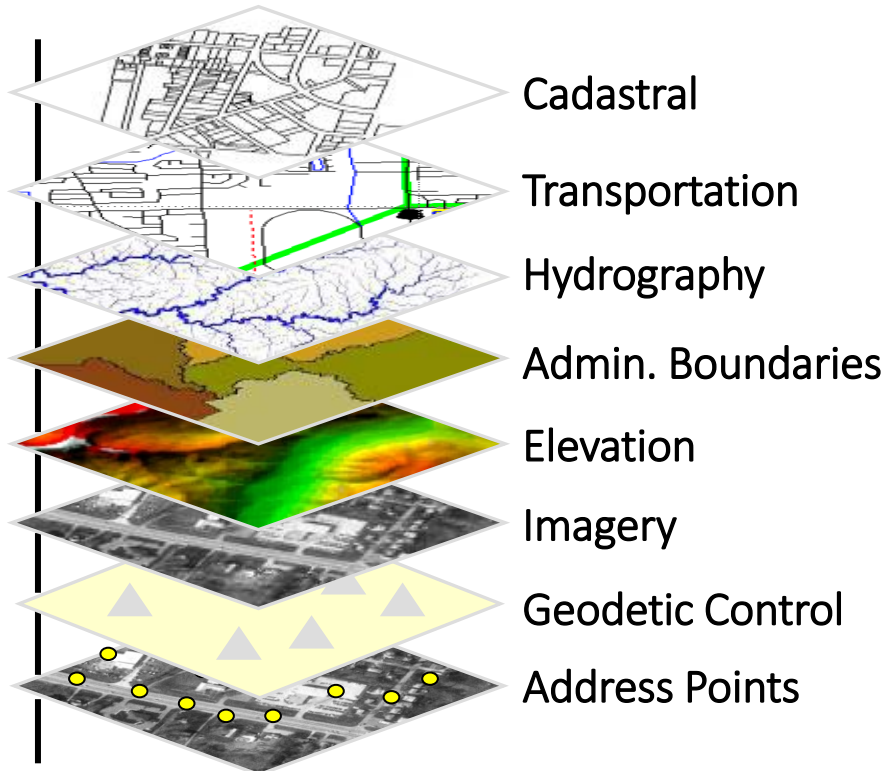 Cadastral
Transportation
Hydrography
Admin. Boundaries
Elevation
Imagery
Geodetic Control
Address Points